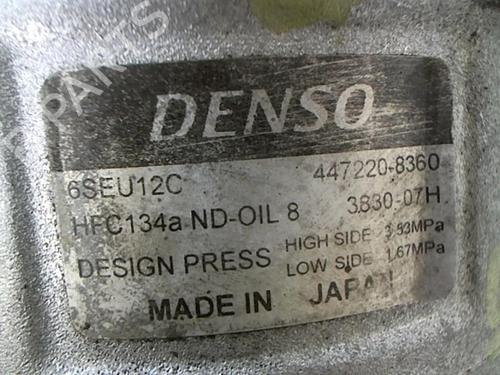 DENSO
6SEU12C 447220-8360
HFC134a ND-OIL 8 3830-07H
DESIGN PRESS HIGH SIDE 3.53MPa
LOW SIDE 1.67MPa
MADE IN JAPAN
PARTS